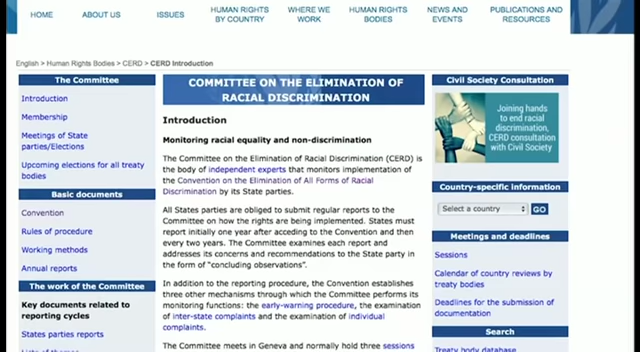 HOME
ABOUT US
ISSUES
HUMAN RIGHTS
BY COUNTRY
WHERE WE
WORK
HUMAN RIGHTS
BODIES
NEWS AND
EVENTS
PUBLICATIONS AND
RESOURCES
English > Human Rights Bodies > CERD > CERD Introduction
The Committee
Introduction
Membership
Meetings of State
parties/Elections
Upcoming elections for all treaty
bodies
Basic documents
Convention
Rules of procedure
Working methods
Annual reports
The work of the Committee
Key documents related to
reporting cycles
States parties reports
Lists of themes
COMMITTEE ON THE ELIMINATION OF
RACIAL DISCRIMINATION
Introduction
Monitoring racial equality and non-discrimination
The Committee on the Elimination of Racial Discrimination (CERD) is
the body of independent experts that monitors implementation of
the Convention on the Elimination of All Forms of Racial
Discrimination by its State parties.
All States parties are obliged to submit regular reports to the
Committee on how the rights are being implemented. States must
report initially one year after acceding to the Convention and then
every two years. The Committee examines each report and
addresses its concerns and recommendations to the State party in
the form of "concluding observations".
In addition to the reporting procedure, the Convention establishes
three other mechanisms through which the Committee performs its
monitoring functions: the early-warning procedure, the examination
of inter-state complaints and the examination of individual
complaints.
The Committee meets in Geneva and normally hold three sessions
Civil Society Consultation
Joining hands
to end racial
discrimination,
CERD consultation
with Civil Society
Country-specific information
Select a country
GO
Meetings and deadlines
Sessions
Calendar of country reviews by
treaty bodies
Deadlines for the submission of
documentation
Search
Treaty body database